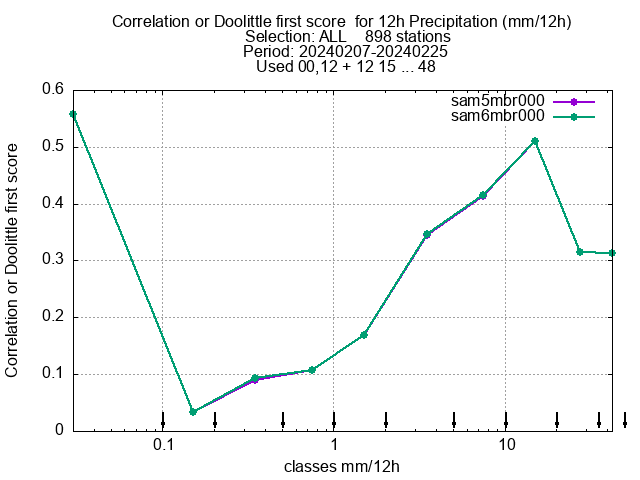 Correlation or Doolittle first score  for 12h Precipitation (mm/12h)
Selection: ALL    898 stations
Period: 20240207-20240225
Used 00,12 + 12 15 ... 48
sam5mbr000
sam6mbr000
0.6
0.5
0.4
0.3
0.2
0.1
0
Correlation or Doolittle first score
0.1
1
10
classes mm/12h